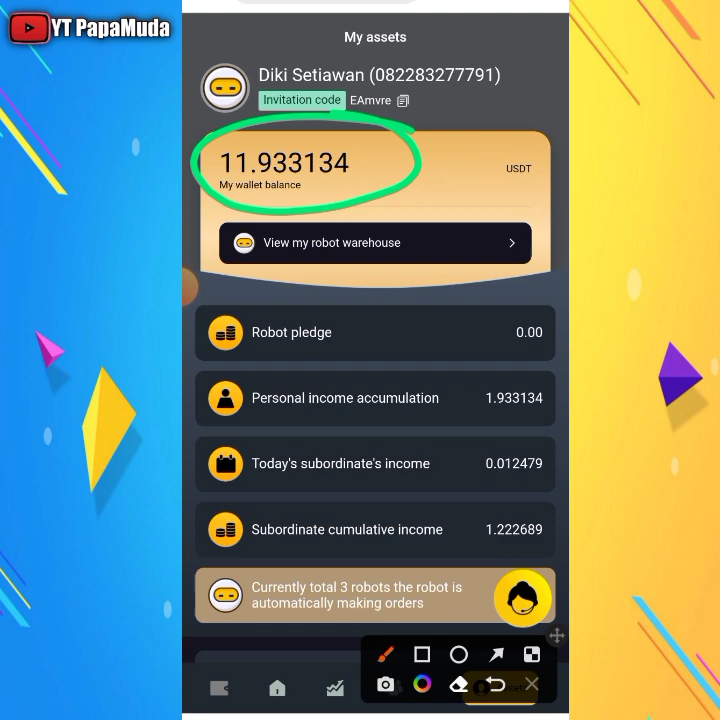 YT PapaMuda
My assets
Diki Setiawan (082283277791)
Invitation code EAmvre
11.933134
USDT
My wallet balance
View my robot warehouse
Robot pledge 0.00
Personal income accumulation 1.933134
Today's subordinate's income 0.012479
Subordinate cumulative income 1.222689
Currently total 3 robots the robot is
automatically making orders